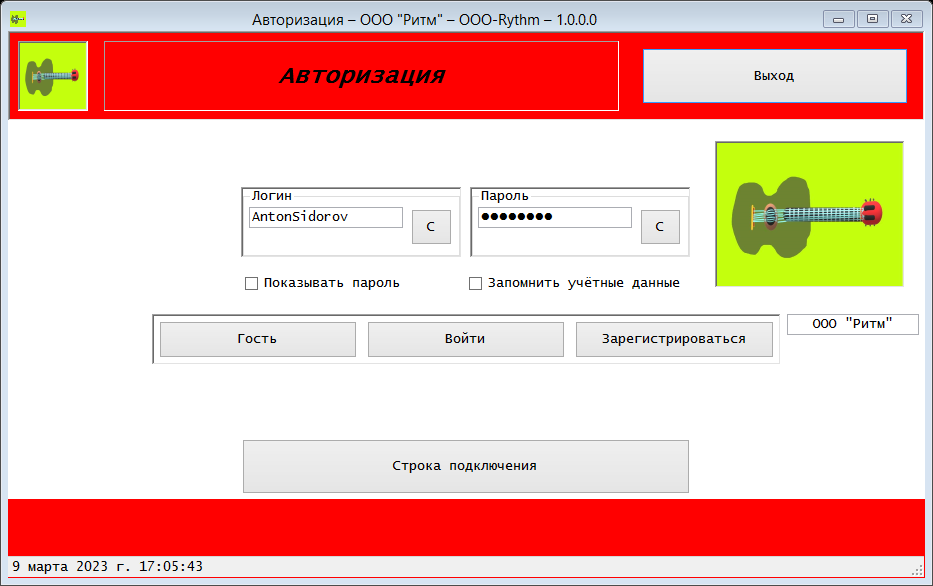 Авторизация – ООО "Ритм" – OOO-Rythm – 1.0.0.0
Авторизация
Выход
Логин
Пароль
AntonSidorov
●●●●●●●●
С
С
Показывать пароль
Запомнить учётные данные
Гость
Войти
Зарегистрироваться
ООО "Ритм"
Строка подключения
9 марта 2023 г. 17:05:43